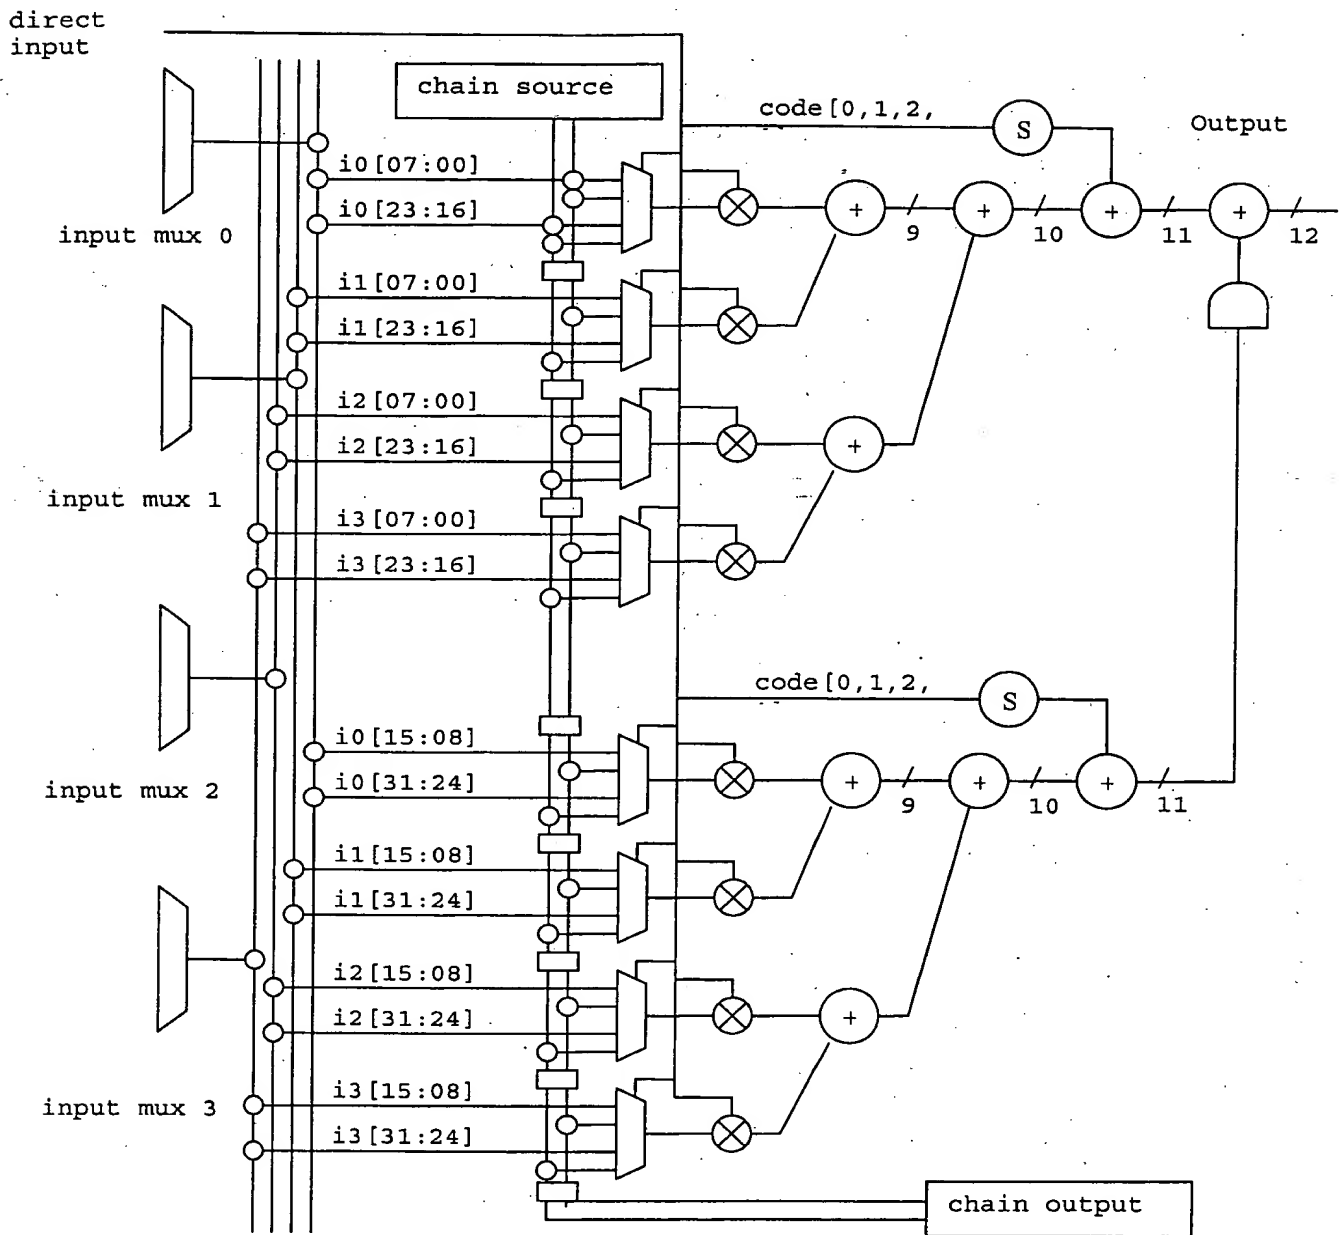 direct
input
chain source
code[0,1,2,
S
Output
i0[07:00]
i0[23:16]
input mux 0
+
9
+
10
+
11
+
12
i1[07:00]
i1[23:16]
i2[07:00]
i2[23:16]
+
input mux 1
i3[07:00]
i3[23:16]
code[0,1,2,
S
i0[15:08]
i0[31:24]
input mux 2
+
9
+
10
+
11
i1[15:08]
i1[31:24]
i2[15:08]
i2[31:24]
+
input mux 3
i3[15:08]
i3[31:24]
chain output